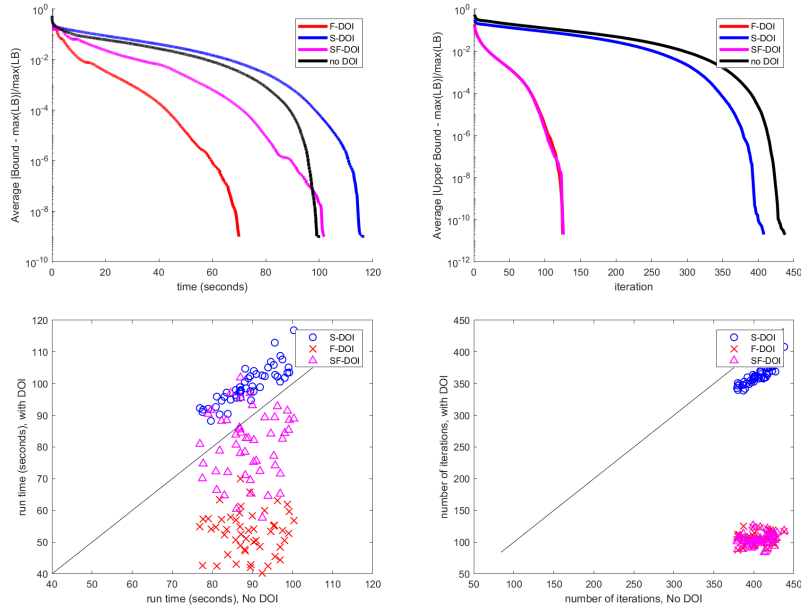 F-DOI
S-DOI
SF-DOI
no DOI
10^0
10^-2
10^-4
10^-6
10^-8
10^-10
Average |Bound - max(LB)|/max(LB)
0 20 40 60 80 100 120
time (seconds)
F-DOI
S-DOI
SF-DOI
no DOI
10^0
10^-2
10^-4
10^-6
10^-8
10^-10
10^-12
Average |Upper Bound - max(LB)|/max(LB)
0 50 100 150 200 250 300 350 400 450
iteration
S-DOI
F-DOI
SF-DOI
120
110
100
90
80
70
60
50
40
run time (seconds), with DOI
40 50 60 70 80 90 100 110 120
run time (seconds), No DOI
S-DOI
F-DOI
SF-DOI
450
400
350
300
250
200
150
100
50
number of iterations, with DOI
50 100 150 200 250 300 350 400 450
number of iterations, No DOI